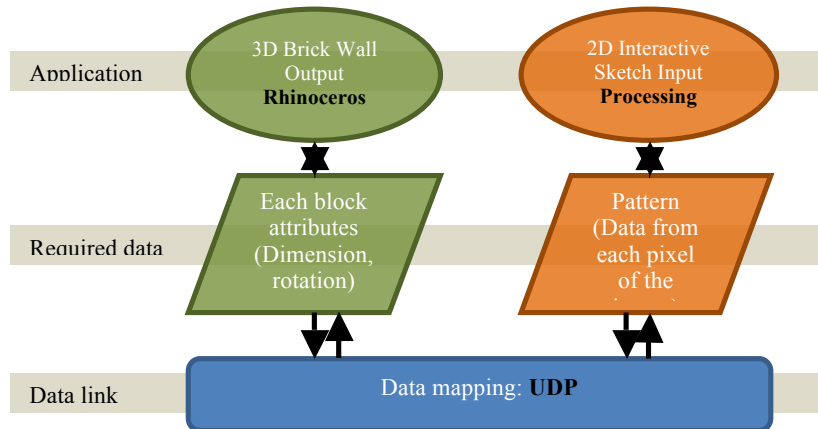 3D Brick Wall
Output
Rhinoceros
2D Interactive
Sketch Input
Processing
Application
Each block
attributes
(Dimension,
rotation)
Pattern
(Data from
each pixel
of the
Required data
Data mapping: UDP
Data link